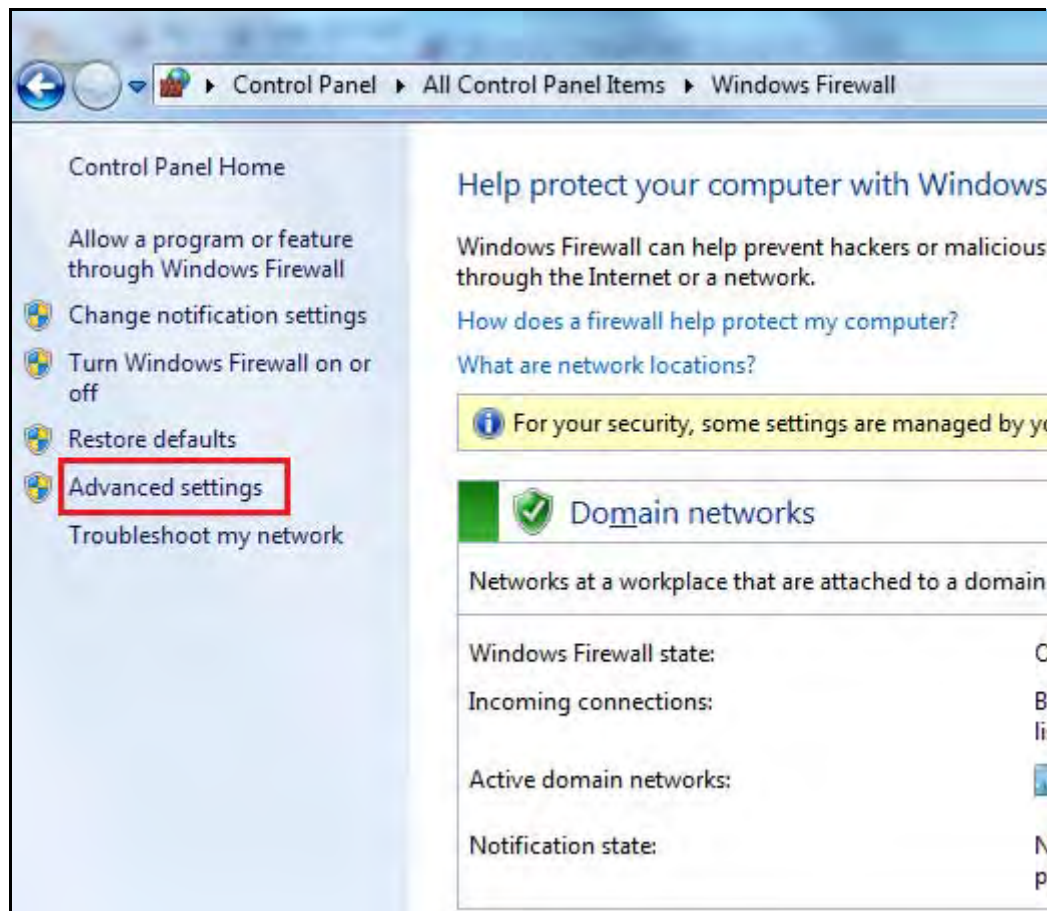 Control Panel ▸ All Control Panel Items ▸ Windows Firewall
Control Panel Home
Allow a program or feature
through Windows Firewall
Change notification settings
Turn Windows Firewall on or
off
Restore defaults
Advanced settings
Troubleshoot my network
Help protect your computer with Windows
Windows Firewall can help prevent hackers or malicious
through the Internet or a network.
How does a firewall help protect my computer?
What are network locations?
For your security, some settings are managed by
Domain networks
Networks at a workplace that are attached to a domain
Windows Firewall state:
Incoming connections:
Active domain networks:
Notification state: